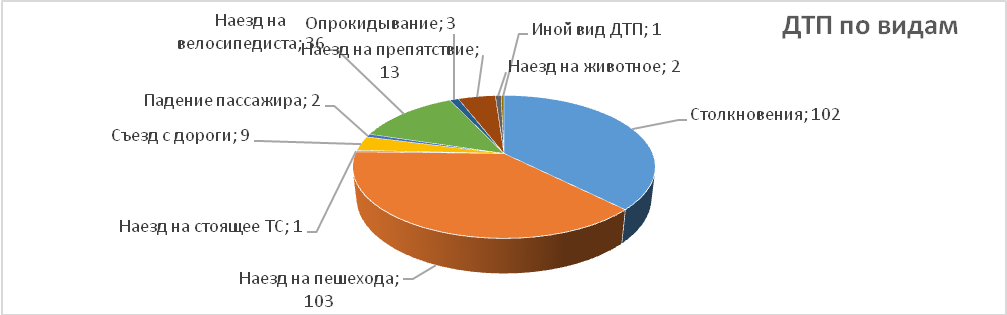 ДТП по видам
Наезд на
велосипедиста; 36
Опрокидывание; 3
Наезд на препятствие;
13
Иной вид ДТП; 1
Наезд на животное; 2
Столкновения; 102
Падение пассажира; 2
Съезд с дороги; 9
Наезд на стоящее ТС; 1
Наезд на пешехода;
103